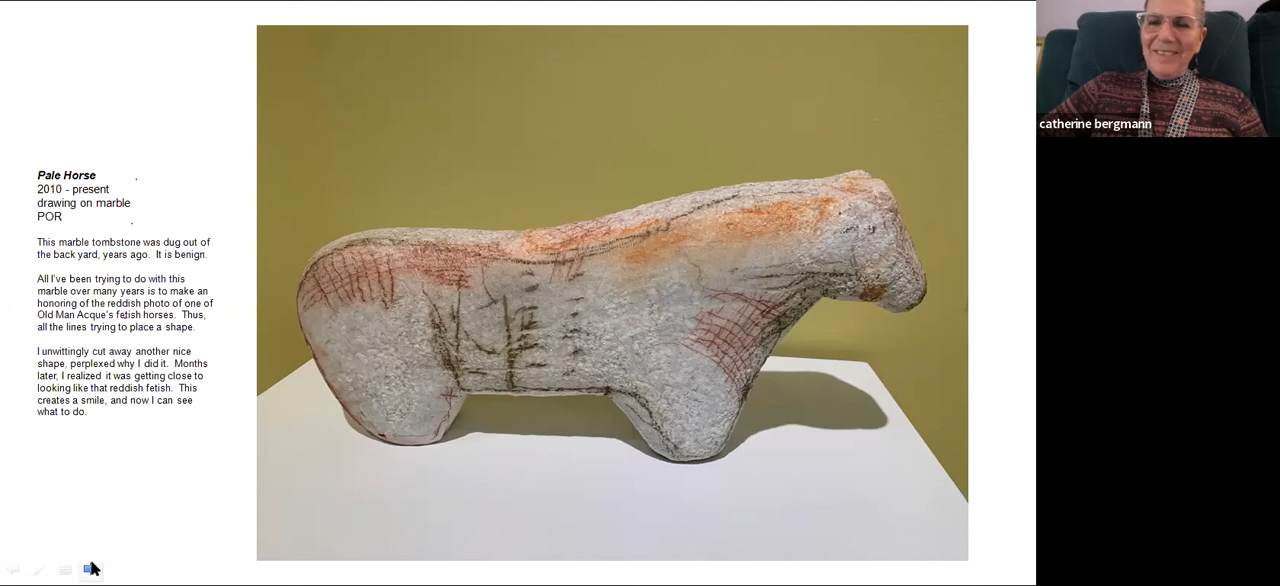 Pale Horse
2010 - present
drawing on marble
POR
This marble tombstone was dug out of
the back yard, years ago.  It is benign.
All I've been trying to do with this
marble over many years is to make an
honoring of the reddish photo of one of
Old Man Acque's fetish horses.  Thus,
all the lines trying to place a shape.
I unwittingly cut away another nice
shape, perplexed why I did it.  Months
later, I realized it was getting close to
looking like that reddish fetish.  This
creates a smile, and now I can see
what to do.
catherine bergmann